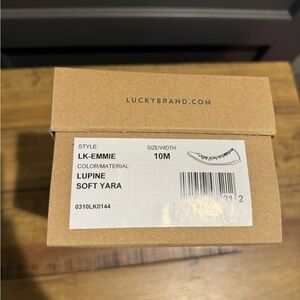 LUCKYBRAND.COM
STYLE SIZE/WIDTH
LK-EMMIE 10M
COLOR/MATERIAL
LUPINE
SOFT YARA
0310LK0144